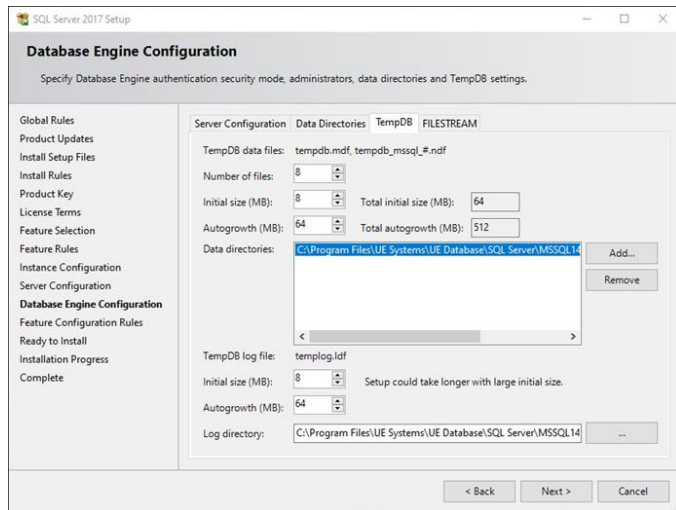 SQL Server 2017 Setup
Database Engine Configuration
Specify Database Engine authentication security mode, administrators, data directories and TempDB settings.
Global Rules
Product Updates
Install Setup Files
Install Rules
Product Key
License Terms
Feature Selection
Feature Rules
Instance Configuration
Server Configuration
Database Engine Configuration
Feature Configuration Rules
Ready to Install
Installation Progress
Complete
Server Configuration Data Directories TempDB FILESTREAM
TempDB data files: tempdb.mdf, tempdb_mssql_#.ndf
Number of files: 8
Initial size (MB): 8 Total initial size (MB): 64
Autogrowth (MB): 64 Total autogrowth (MB): 512
Data directories: C:\Program Files\UE Systems\UE Database\SQL Server\MSSQL14 Add...
Remove
TempDB log file: templog.ldf
Initial size (MB): 8 Setup could take longer with large initial size.
Autogrowth (MB): 64
Log directory: C:\Program Files\UE Systems\UE Database\SQL Server\MSSQL14 ...
< Back Next > Cancel